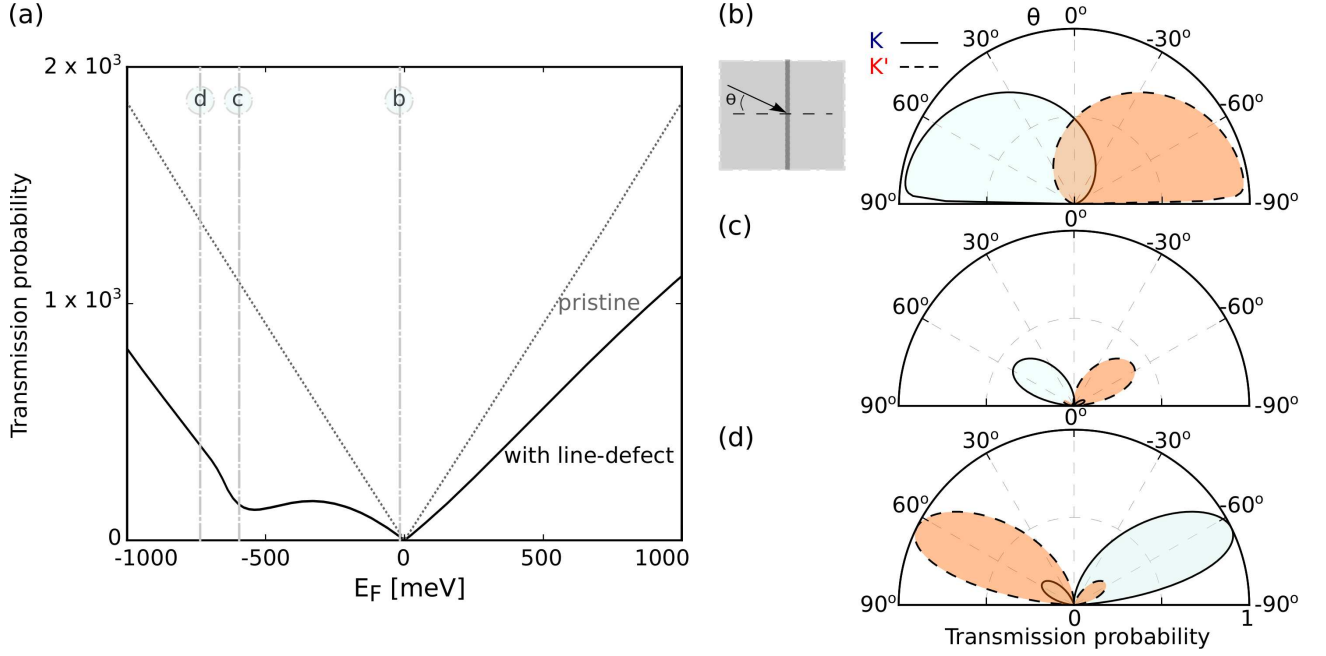 (a)
Transmission probability
2 x 10³
1 x 10³
0
-1000
-500
0
500
1000
E_F [meV]
d
c
b
pristine
with line-defect
(b)
θ
K
K'
θ
0°
30°
-30°
60°
-60°
90°
-90°
(c)
0°
30°
-30°
60°
-60°
90°
-90°
(d)
0°
30°
-30°
60°
-60°
90°
-90°
0
1
Transmission probability